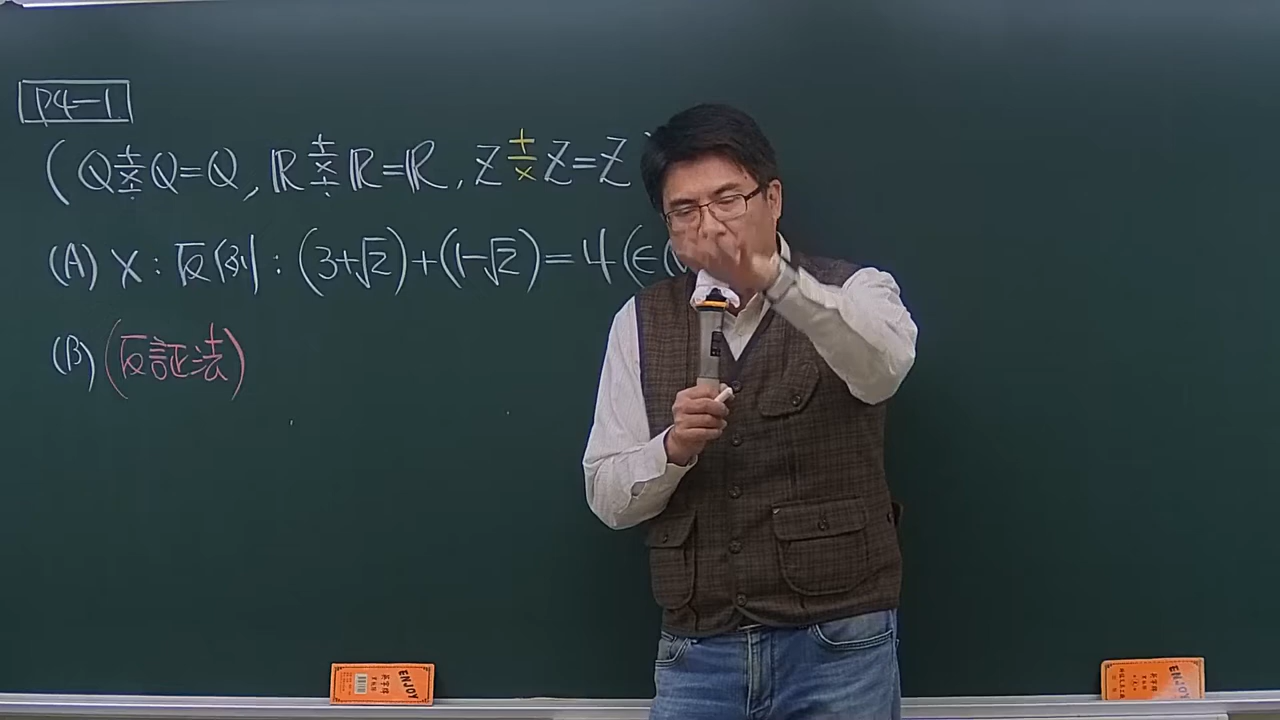 P4-1
(Q±×÷Q=Q, ℝ±×÷ℝ=ℝ, Z±×Z=Z
(A) X:反例:(3+√2)+(1-√2)=4(∈
(B)(反証法)
ENJOY
ENJOY